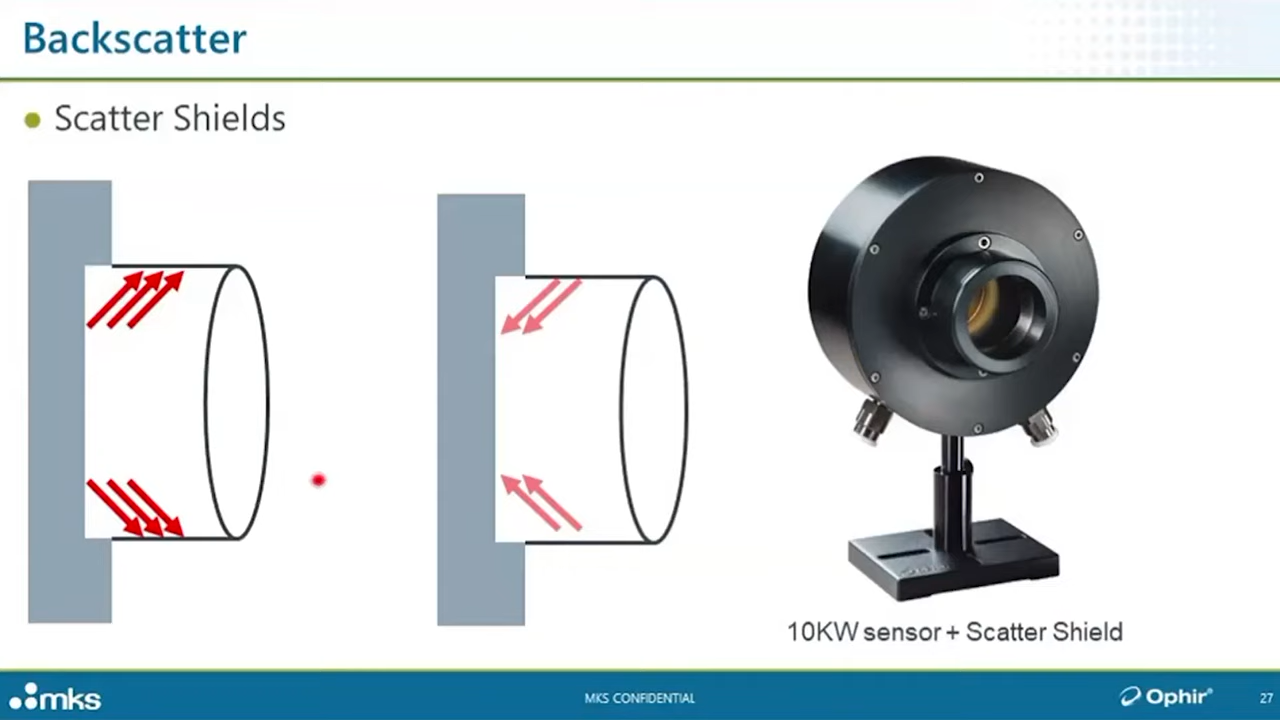 Backscatter
Scatter Shields
10KW sensor + Scatter Shield
mks
MKS CONFIDENTIAL
Ophir®
27